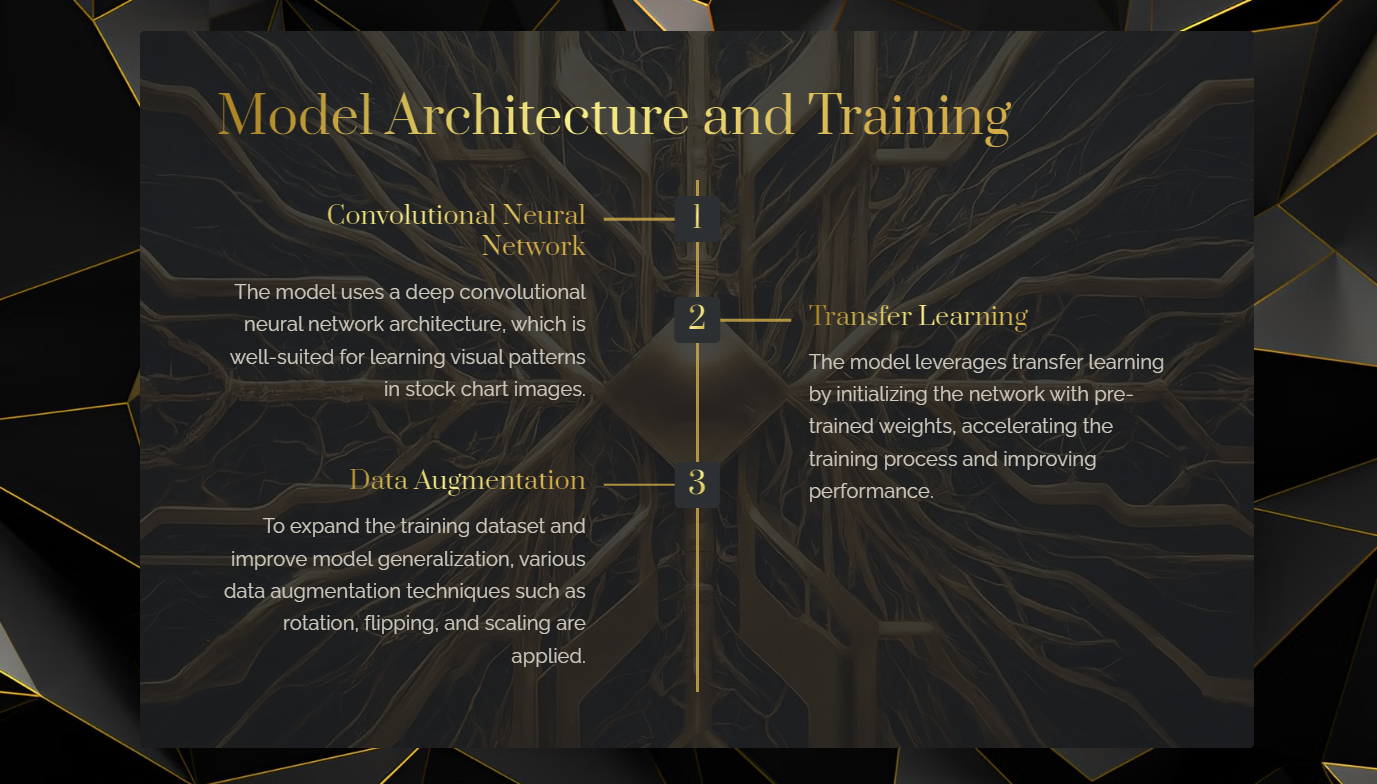 Model Architecture and Training
1
Convolutional Neural
Network
The model uses a deep convolutional
neural network architecture, which is
well-suited for learning visual patterns
in stock chart images.
2
Transfer Learning
The model leverages transfer learning
by initializing the network with pre-
trained weights, accelerating the
training process and improving
performance.
3
Data Augmentation
To expand the training dataset and
improve model generalization, various
data augmentation techniques such as
rotation, flipping, and scaling are
applied.